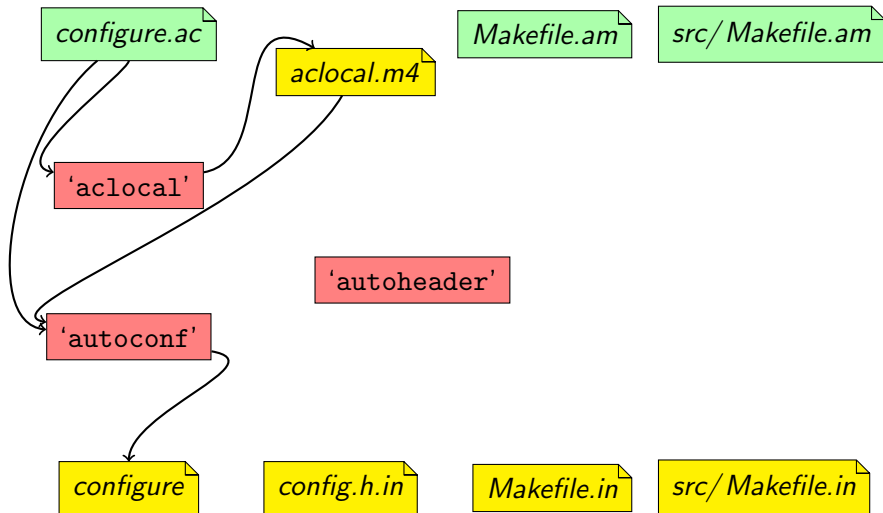 configure.ac
aclocal.m4
Makefile.am
src/Makefile.am
‘aclocal’
‘autoheader’
‘autoconf’
configure
config.h.in
Makefile.in
src/Makefile.in